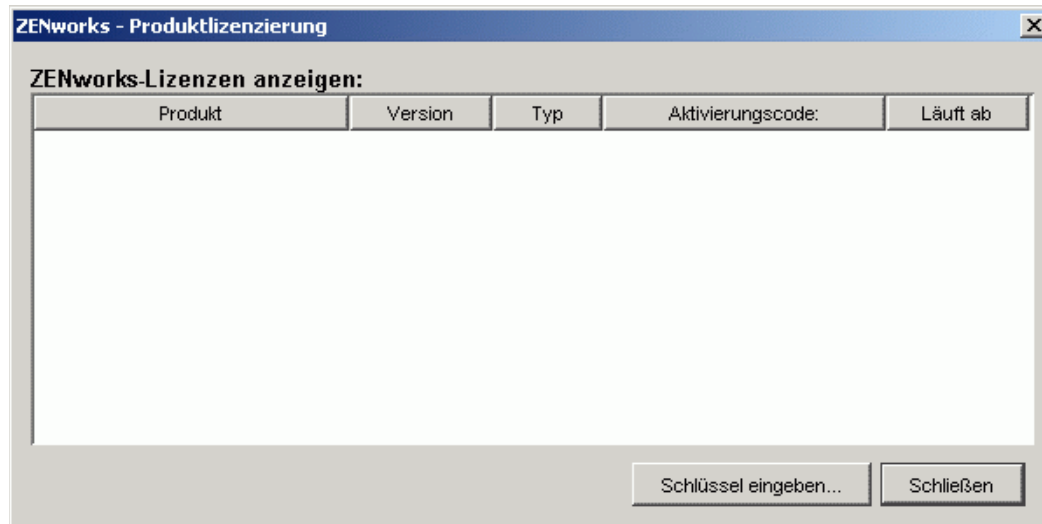 ZENworks - Produktlizenzierung
ZENworks-Lizenzen anzeigen:
Produkt Version Typ Aktivierungscode: Läuft ab
Schlüssel eingeben... Schließen